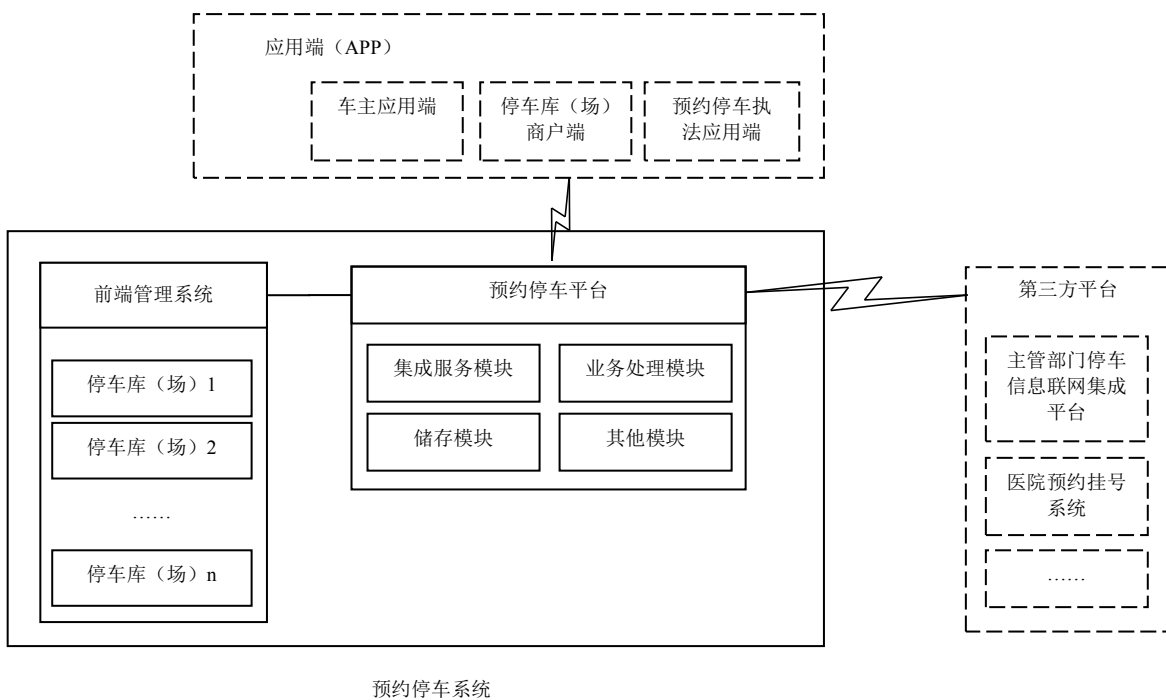 应用端（APP）
车主应用端
停车库（场）
商户端
预约停车执
法应用端
前端管理系统
停车库（场）1
停车库（场）2
……
停车库（场）n
预约停车平台
集成服务模块
业务处理模块
储存模块
其他模块
第三方平台
主管部门停车
信息联网集成
平台
医院预约挂号
系统
……
预约停车系统